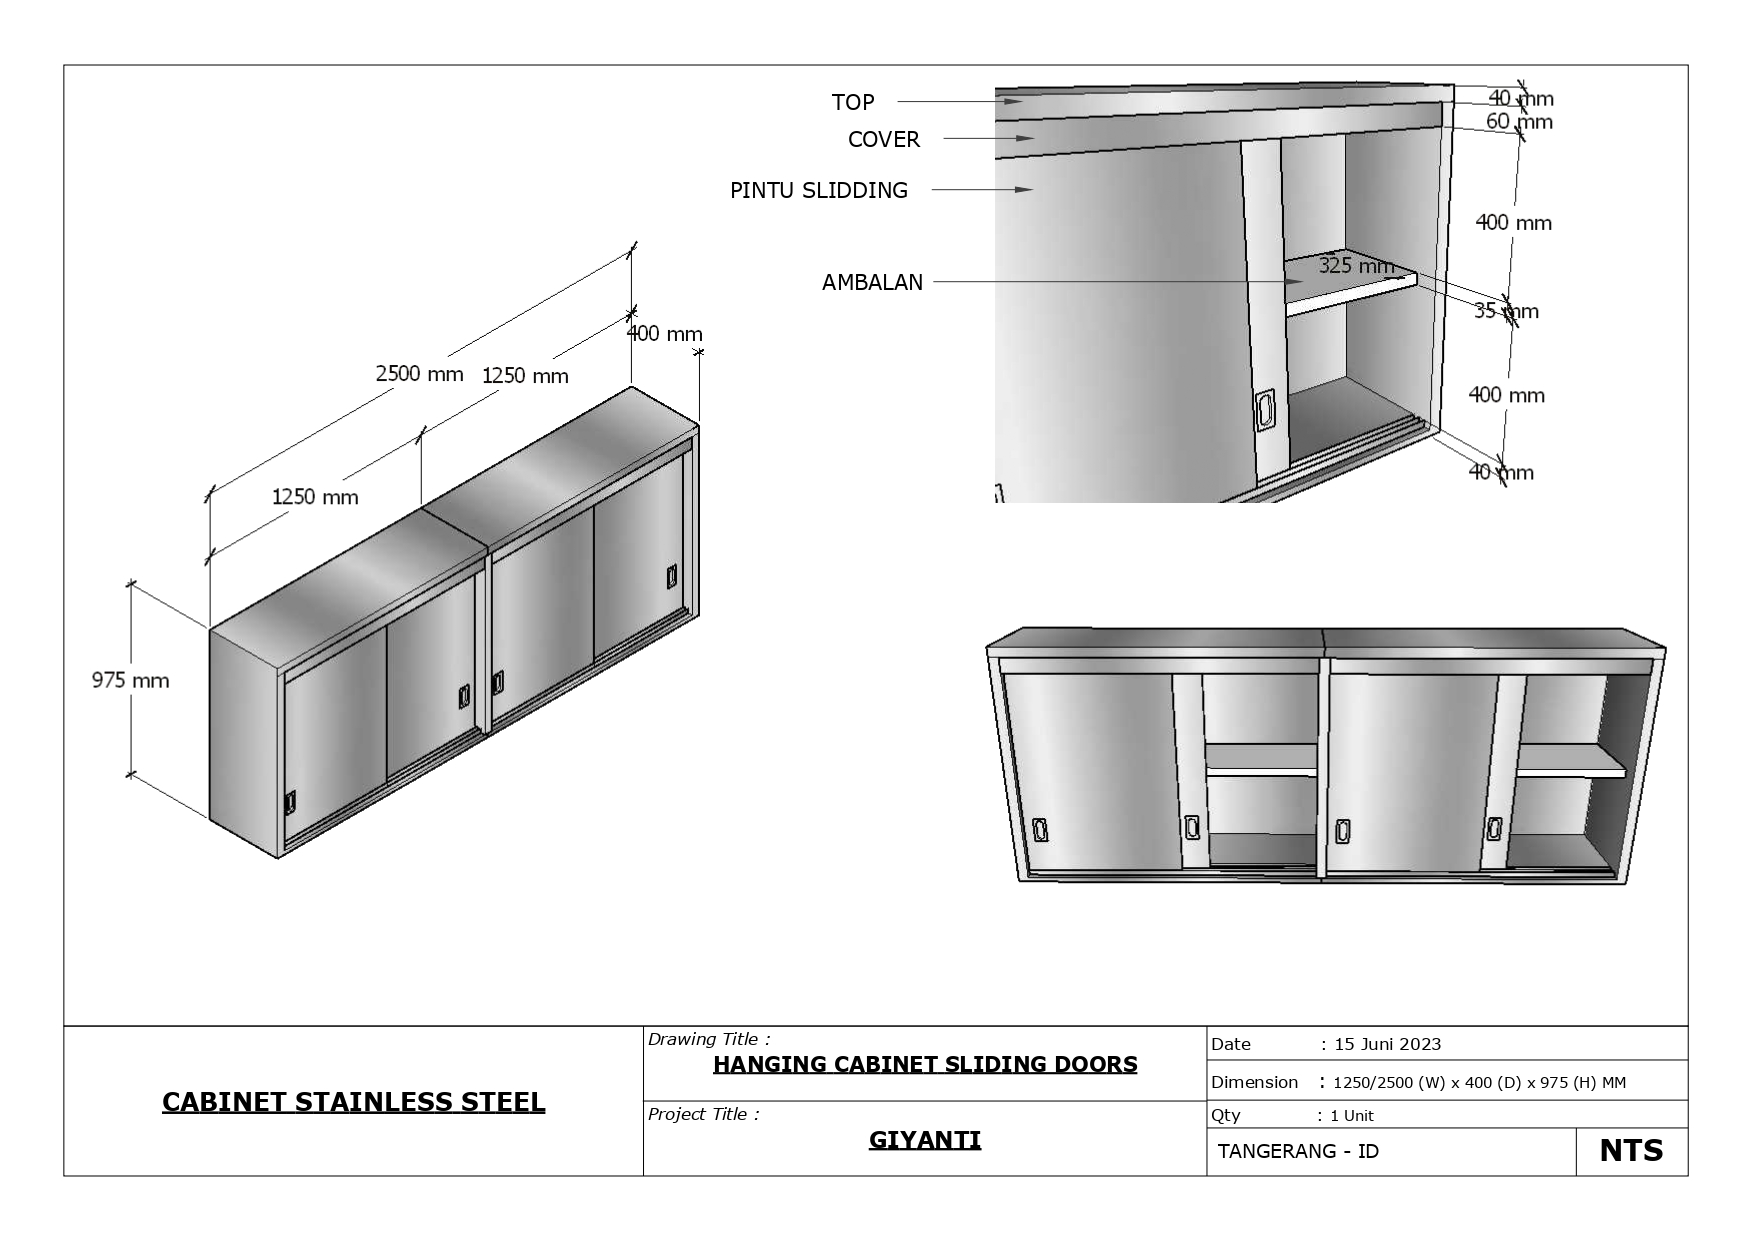 TOP
COVER
PINTU SLIDDING
AMBALAN
40 mm
60 mm
400 mm
325 mm
35 mm
400 mm
40 mm
400 mm
2500 mm
1250 mm
1250 mm
975 mm
CABINET STAINLESS STEEL
Drawing Title :
HANGING CABINET SLIDING DOORS
Project Title :
GIYANTI
Date : 15 Juni 2023
Dimension : 1250/2500 (W) x 400 (D) x 975 (H) MM
Qty : 1 Unit
TANGERANG - ID
NTS